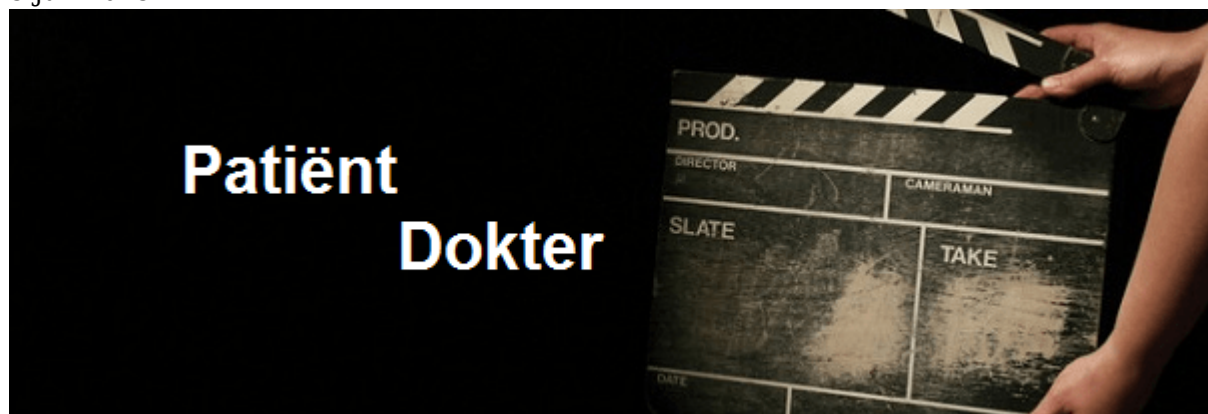 Patiënt
Dokter
PROD.
DIRECTOR
CAMERAMAN
SLATE
TAKE
DATE